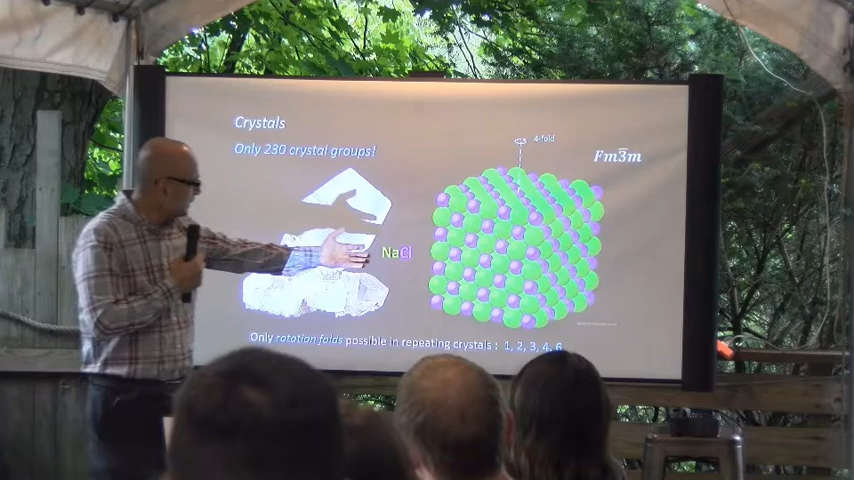 Crystals
Only 230 crystal groups!
4-fold
Fm3̅m
NaCl
Only rotation folds possible in repeating crystals : 1, 2, 3, 4, 6